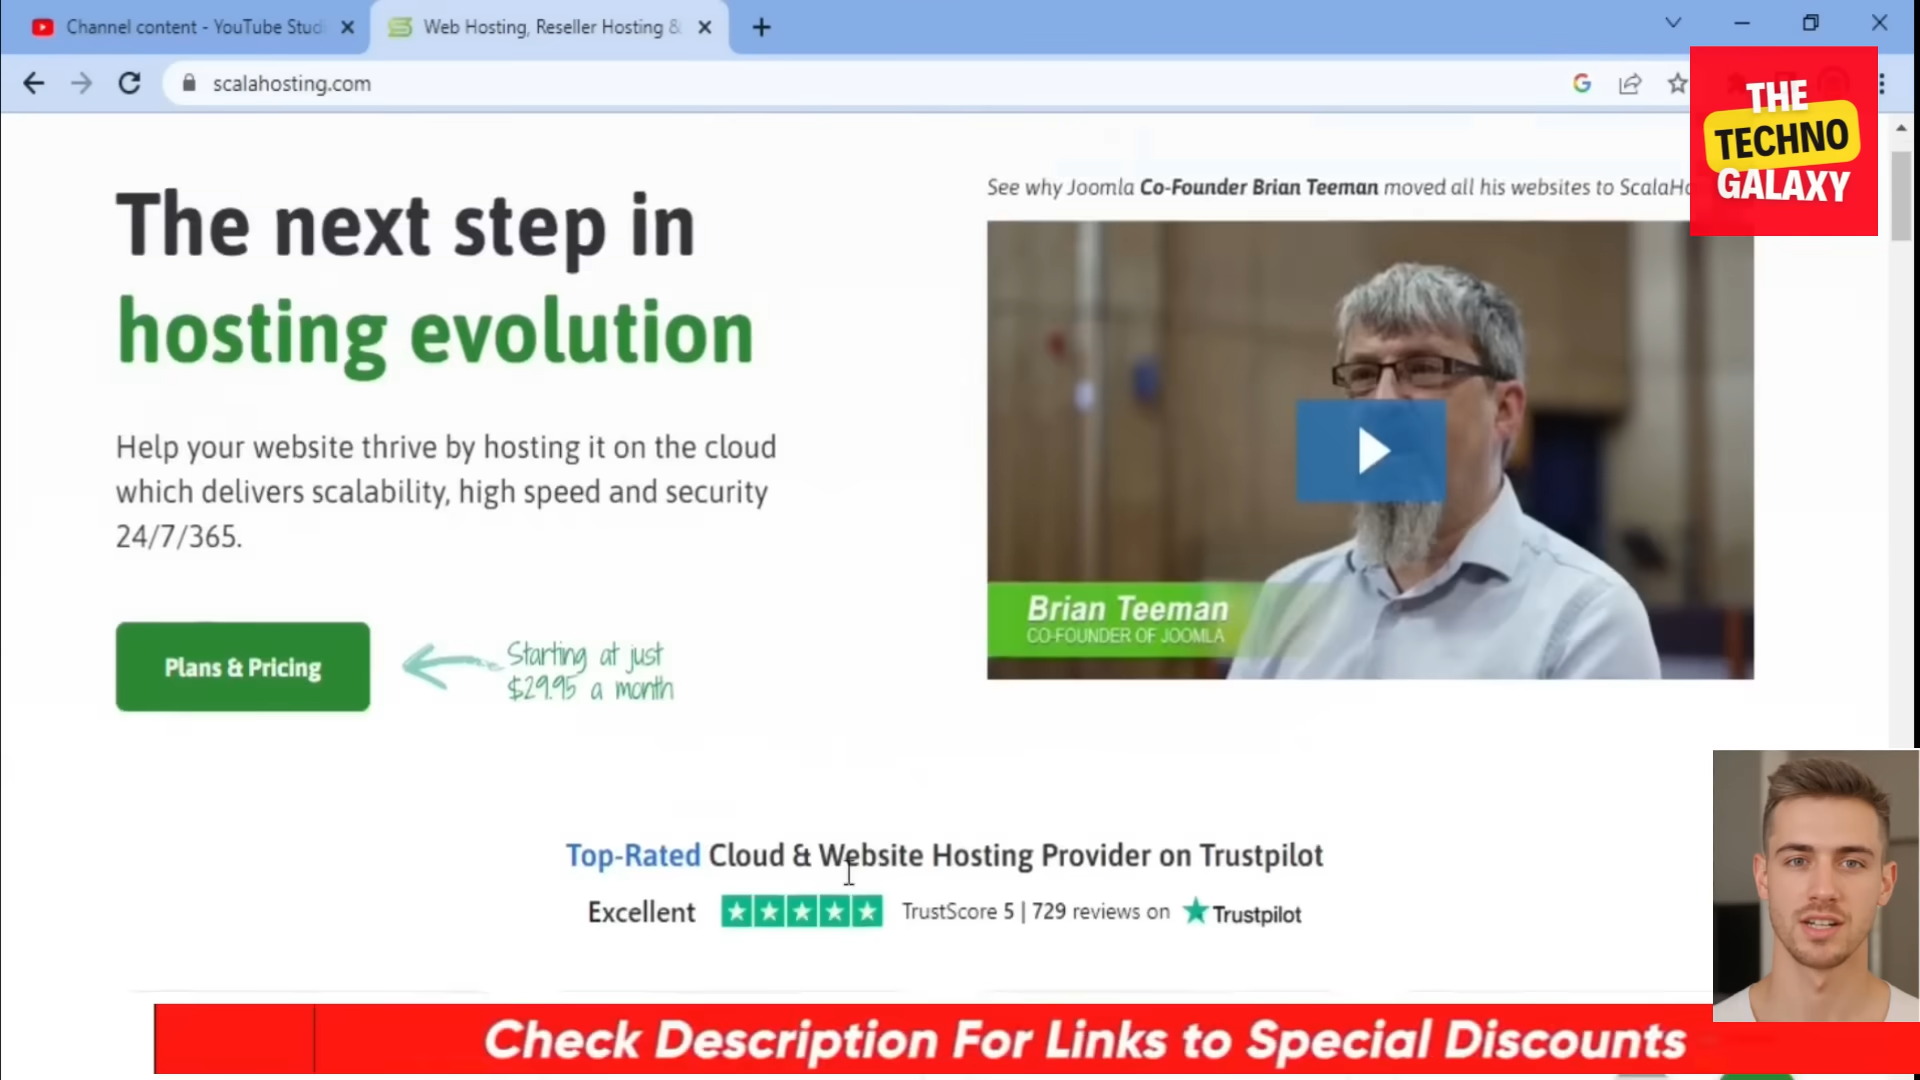 Channel content - YouTube Stud
Web Hosting, Reseller Hosting &
scalahosting.com
THE
TECHNO
GALAXY
The next step in
hosting evolution
See why Joomla Co-Founder Brian Teeman moved all his websites to ScalaHo
Help your website thrive by hosting it on the cloud
which delivers scalability, high speed and security
24/7/365.
Brian Teeman
CO-FOUNDER OF JOOMLA
Plans & Pricing
Starting at just
$29.95 a month
Top-Rated Cloud & Website Hosting Provider on Trustpilot
Excellent
TrustScore 5 | 729 reviews on
Trustpilot
Check Description For Links to Special Discounts